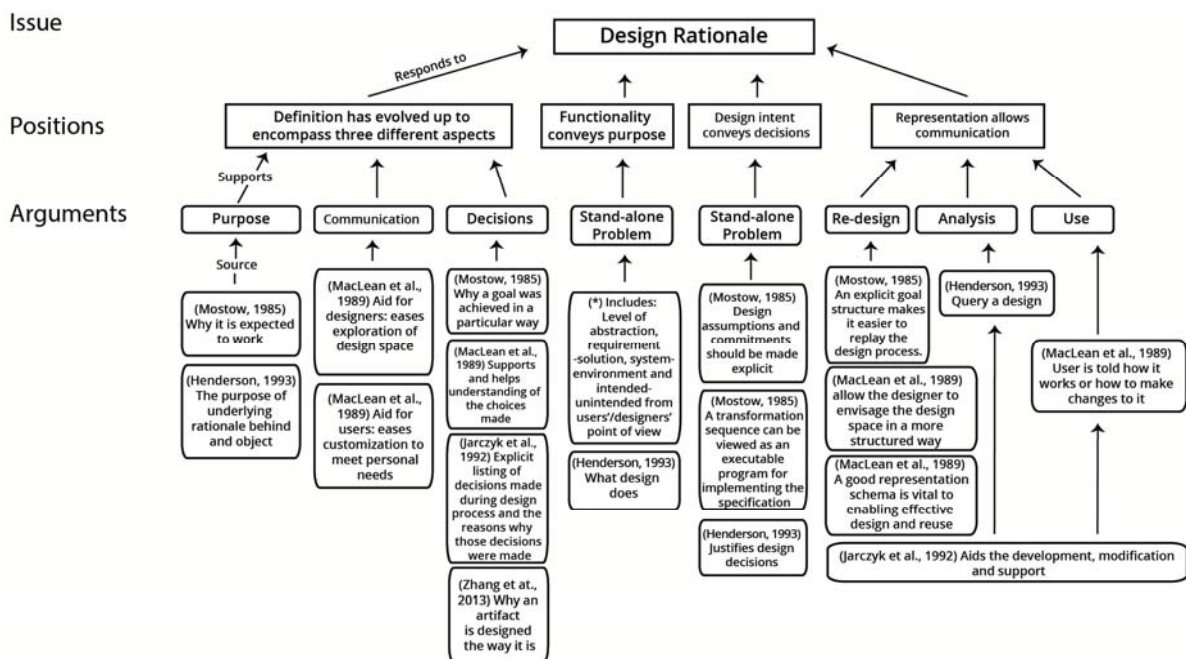 Issue
Design Rationale
Responds to
Positions
Definition has evolved up to
encompass three different aspects
Functionality
conveys purpose
Design intent
conveys decisions
Representation allows
communication
Supports
Arguments
Purpose
Communication
Decisions
Stand-alone
Problem
Stand-alone
Problem
Re-design
Analysis
Use
Source
(Mostow, 1985)
Why it is expected
to work
(Henderson, 1993)
The purpose of
underlying
rationale behind
and object
(MacLean et al.,
1989) Aid for
designers: eases
exploration of
design space
(MacLean et al.,
1989) Aid for
users: eases
customization to
meet personal
needs
(Mostow, 1985)
Why a goal was
achieved in a
particular way
(MacLean et al.,
1989) Supports
and helps
understanding of
the choices
made
(Jarczyk et al.,
1992) Explicit
listing of
decisions made
during design
process and the
reasons why
those decisions
were made
(Zhang et at.,
2013) Why an
artifact
is designed
the way it is
(*) Includes:
Level of
abstraction,
requirement
-solution, system-
environment and
intended-
unintended from
users'/designers'
point of view
(Henderson, 1993)
What design
does
(Mostow, 1985)
Design
assumptions and
commitments
should be made
explicit
(Mostow, 1985)
A transformation
sequence can be
viewed as an
executable
program for
implementing the
specification
(Henderson, 1993)
Justifies design
decisions
(Mostow, 1985)
An explicit goal
structure makes
it easier to
replay the
design process.
(MacLean et al., 1989)
allow the designer to
envisage the design
space in a more
structured way
(MacLean et al., 1989)
A good representation
schema is vital to
enabling effective
design and reuse
(Henderson, 1993)
Query a design
(MacLean et al., 1989)
User is told how it
works or how to make
changes to it
(Jarczyk et al., 1992) Aids the development, modification
and support